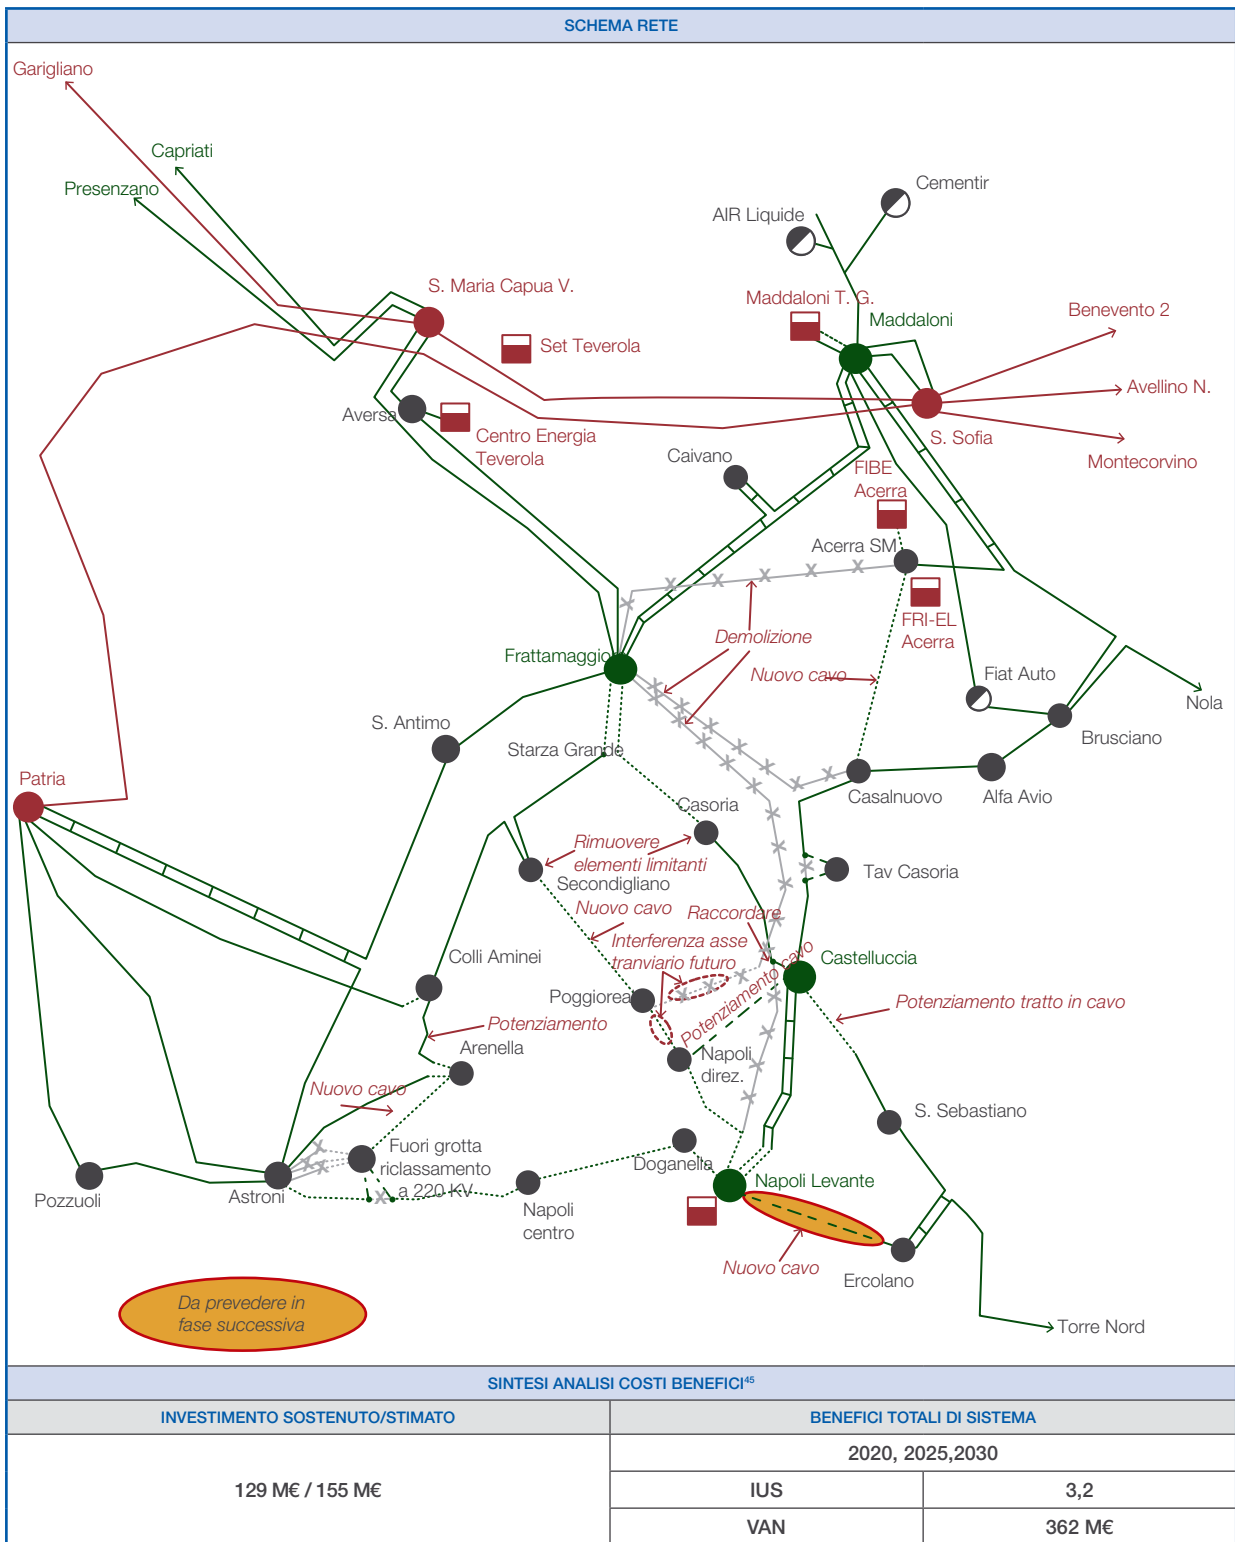 SCHEMA RETE
Garigliano
Capriati
Presenzano
Cementir
AIR Liquide
S. Maria Capua V.
Maddaloni T. G.
Maddaloni
Benevento 2
Set Teverola
Avellino N.
Aversa
Centro Energia
Teverola
S. Sofia
Montecorvino
Caivano
FIBE
Acerra
Acerra SM
FRI-EL
Acerra
Demolizione
Frattamaggio
Nuovo cavo
Fiat Auto
Nola
S. Antimo
Starza Grande
Brusciano
Patria
Casalnuovo
Alfa Avio
Casoria
Rimuovere
elementi limitanti
Tav Casoria
Secondigliano
Nuovo cavo
Raccordare
Interferenza asse
tranviario futuro
Colli Aminei
Castelluccia
Poggiorea
Potenziamento cavo
Potenziamento tratto in cavo
Potenziamento
Arenella
Napoli
direz.
Nuovo cavo
S. Sebastiano
Fuori grotta
riclassamento
a 220 KV
Doganella
Pozzuoli
Astroni
Napoli
centro
Napoli Levante
Nuovo cavo
Ercolano
Da prevedere in
fase successiva
Torre Nord
SINTESI ANALISI COSTI BENEFICI45
INVESTIMENTO SOSTENUTO/STIMATO
BENEFICI TOTALI DI SISTEMA
2020, 2025,2030
129 M€ / 155 M€
IUS
3,2
VAN
362 M€